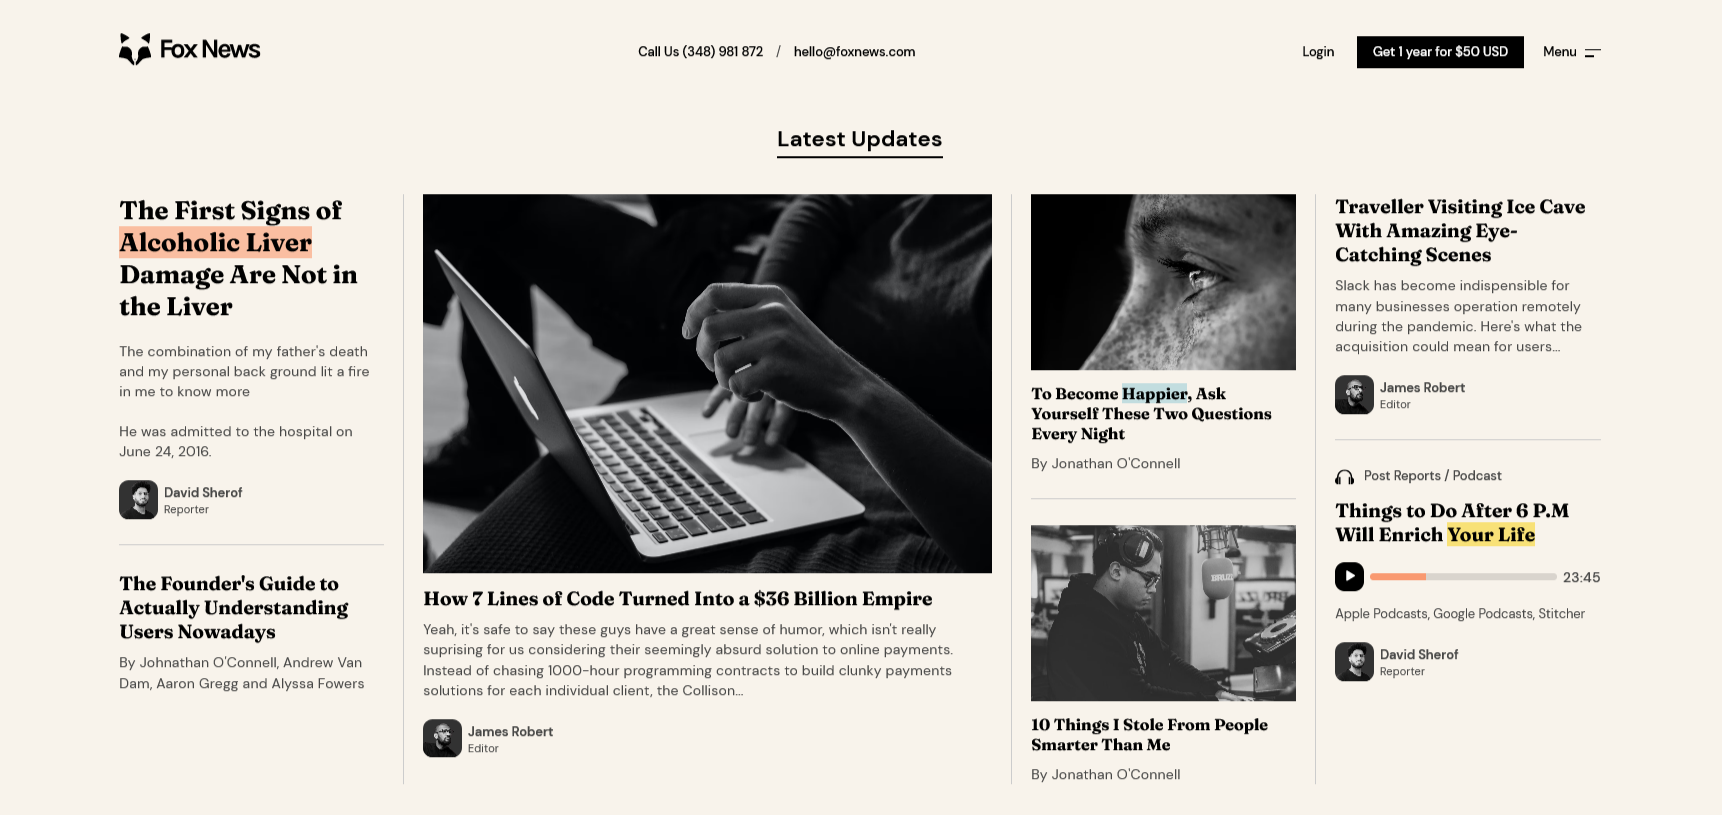 Fox News
Call Us (348) 981 872 / hello@foxnews.com
Login
Get 1 year for $50 USD
Menu
Latest Updates
The First Signs of
Alcoholic Liver
Damage Are Not in
the Liver
The combination of my father's death
and my personal back ground lit a fire
in me to know more
He was admitted to the hospital on
June 24, 2016.
David Sherof
Reporter
The Founder's Guide to
Actually Understanding
Users Nowadays
By Johnathan O'Connell, Andrew Van
Dam, Aaron Gregg and Alyssa Fowers
How 7 Lines of Code Turned Into a $36 Billion Empire
Yeah, it's safe to say these guys have a great sense of humor, which isn't really
suprising for us considering their seemingly absurd solution to online payments.
Instead of chasing 1000-hour programming contracts to build clunky payments
solutions for each individual client, the Collison...
James Robert
Editor
To Become Happier, Ask
Yourself These Two Questions
Every Night
By Jonathan O'Connell
10 Things I Stole From People
Smarter Than Me
By Jonathan O'Connell
Traveller Visiting Ice Cave
With Amazing Eye-
Catching Scenes
Slack has become indispensible for
many businesses operation remotely
during the pandemic. Here's what the
acquisition could mean for users...
James Robert
Editor
Post Reports / Podcast
Things to Do After 6 P.M
Will Enrich Your Life
23:45
Apple Podcasts, Google Podcasts, Stitcher
David Sherof
Reporter